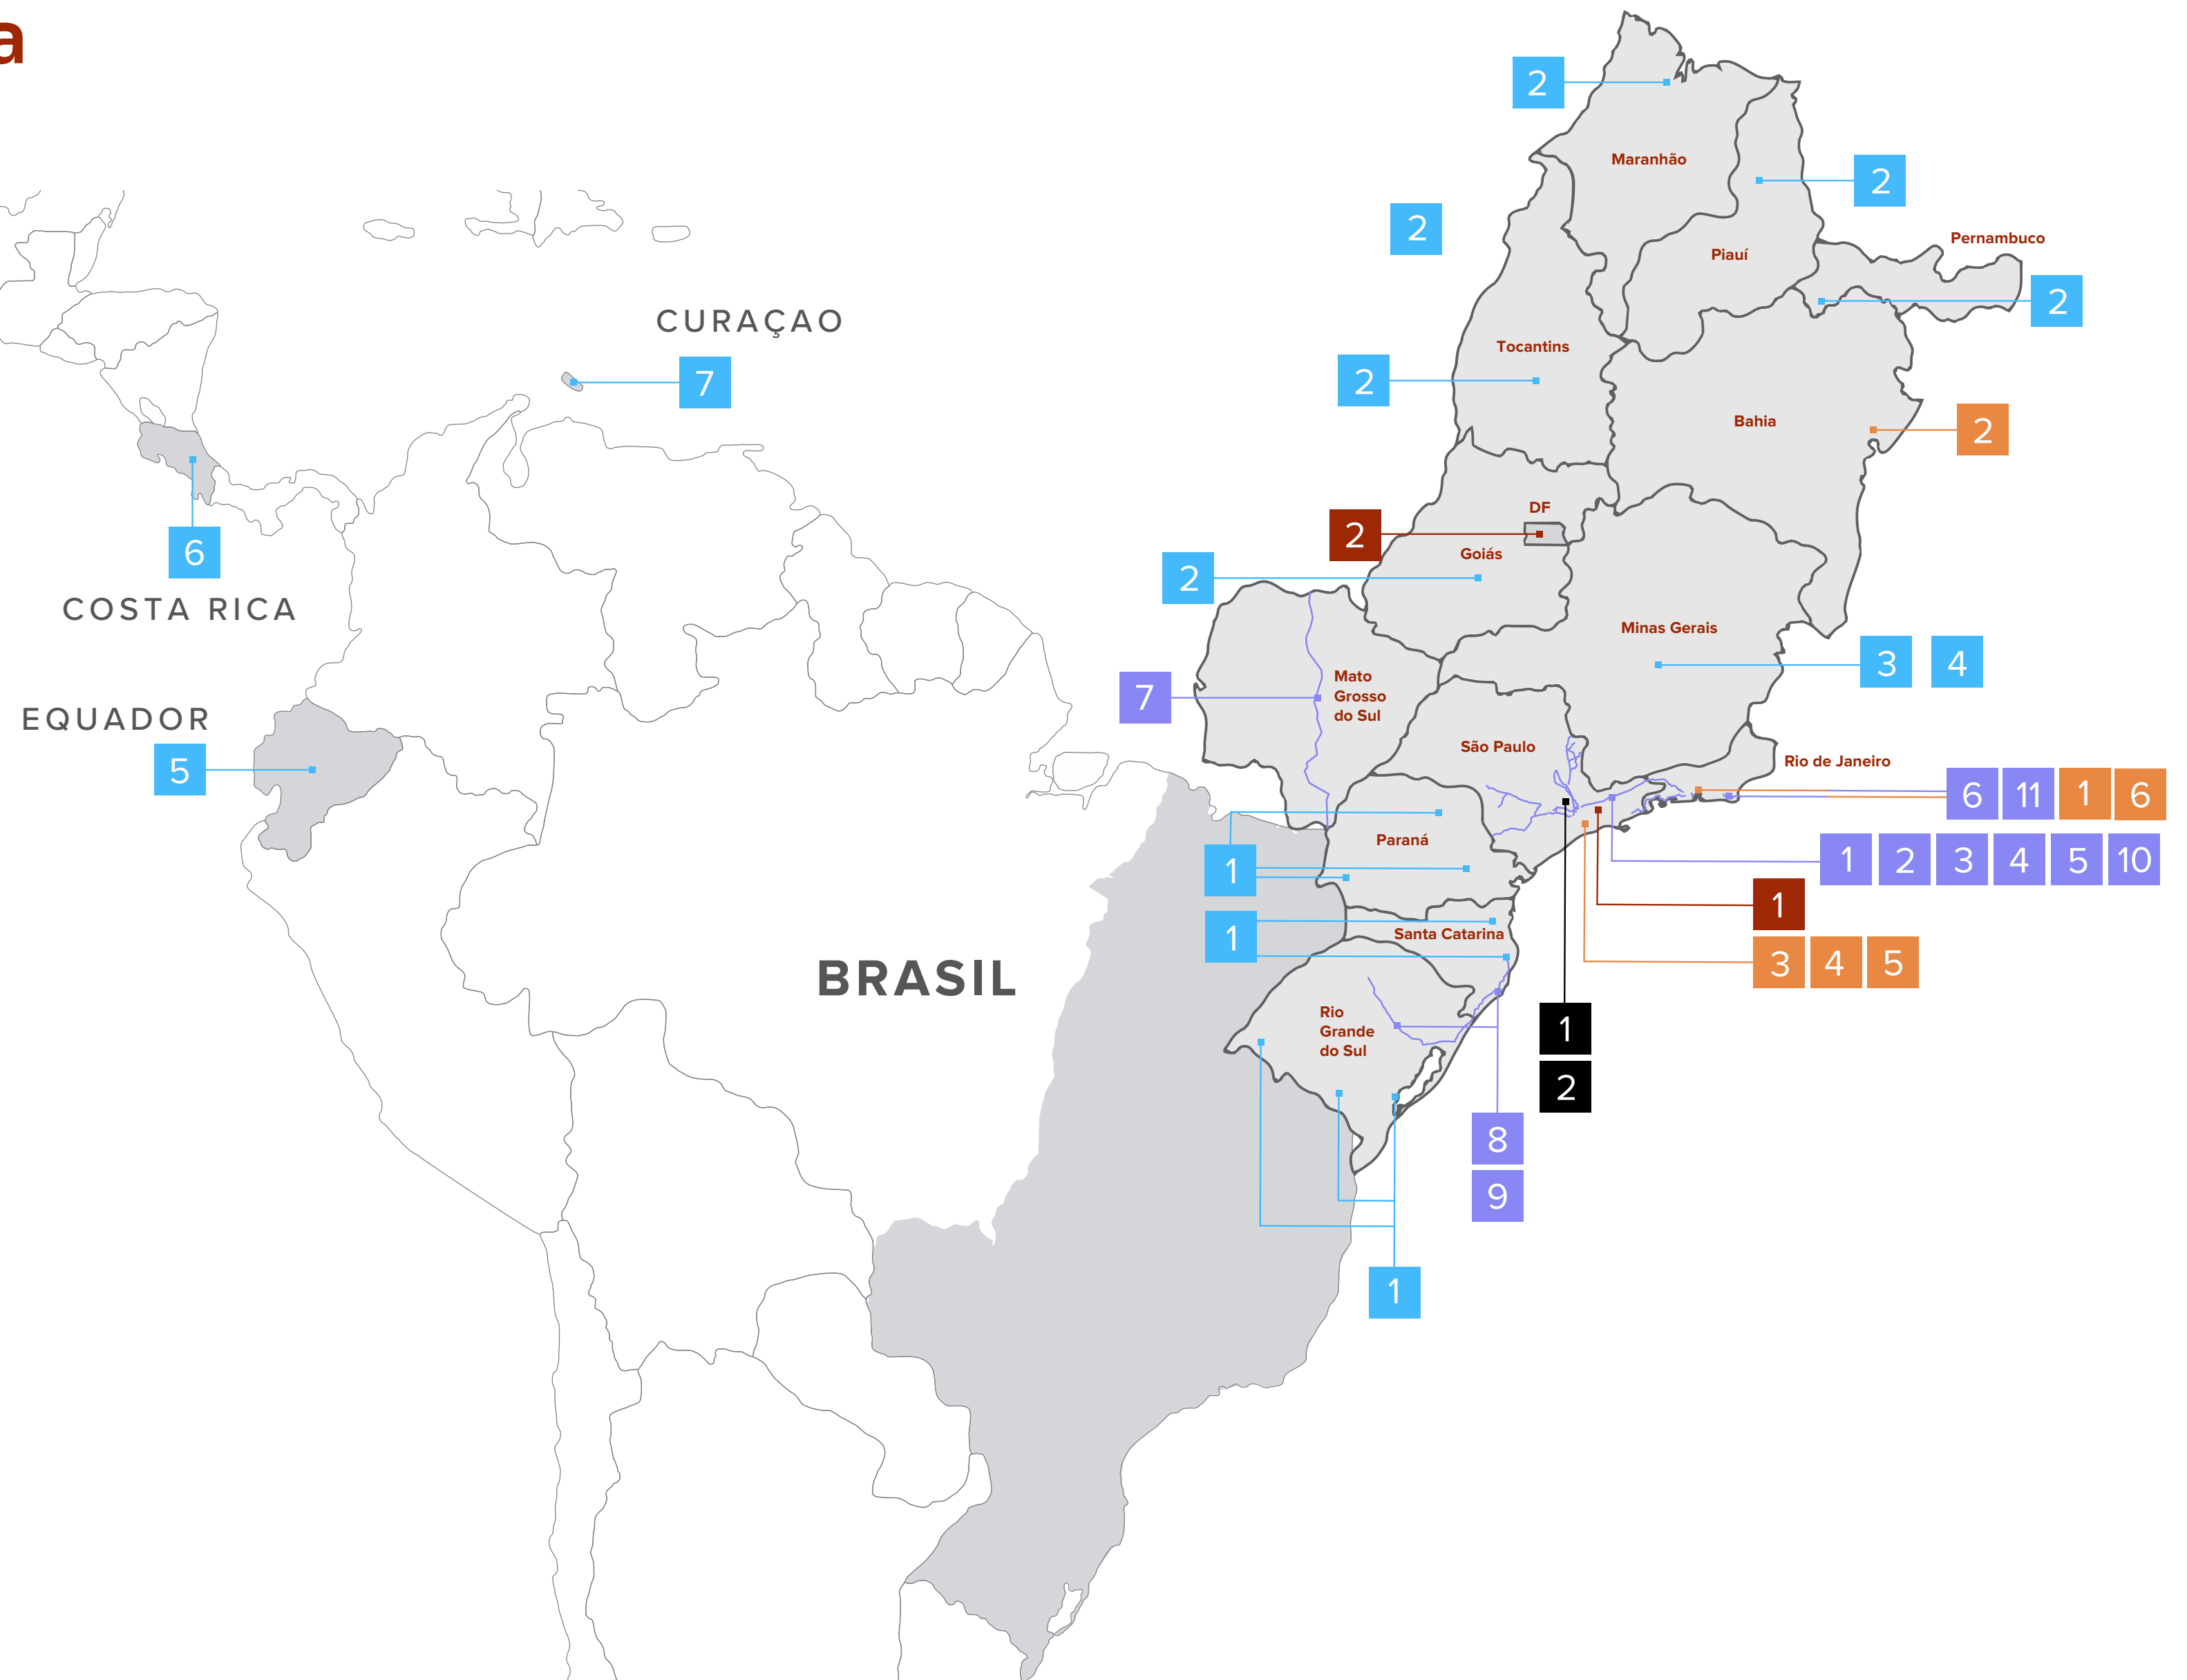 a
2
Maranhão
2
2
Pernambuco
Piauí
2
CURAÇAO
7
Tocantins
2
Bahia
2
DF
2
Goiás
6
2
COSTA RICA
Minas Gerais
3 4
Mato
Grosso
do Sul
7
EQUADOR
5
São Paulo
Rio de Janeiro
6 11 1 6
Paraná
1
1 2 3 4 5 10
1
Santa Catarina
1
3 4 5
BRASIL
Rio
Grande
do Sul
1
2
8
9
1